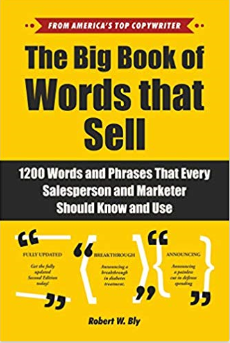 FROM AMERICA'S TOP COPYWRITER
The Big Book of
Words that
Sell
1200 Words and Phrases That Every
Salesperson and Marketer
Should Know and Use
FULLY UPDATED
Get the fully
updated
Second Edition
today!
BREAKTHROUGH
Announcing a
breakthrough
in diabetes
treatment.
ANNOUNCING
Announcing
a painless
cut in defense
spending.
Robert W. Bly